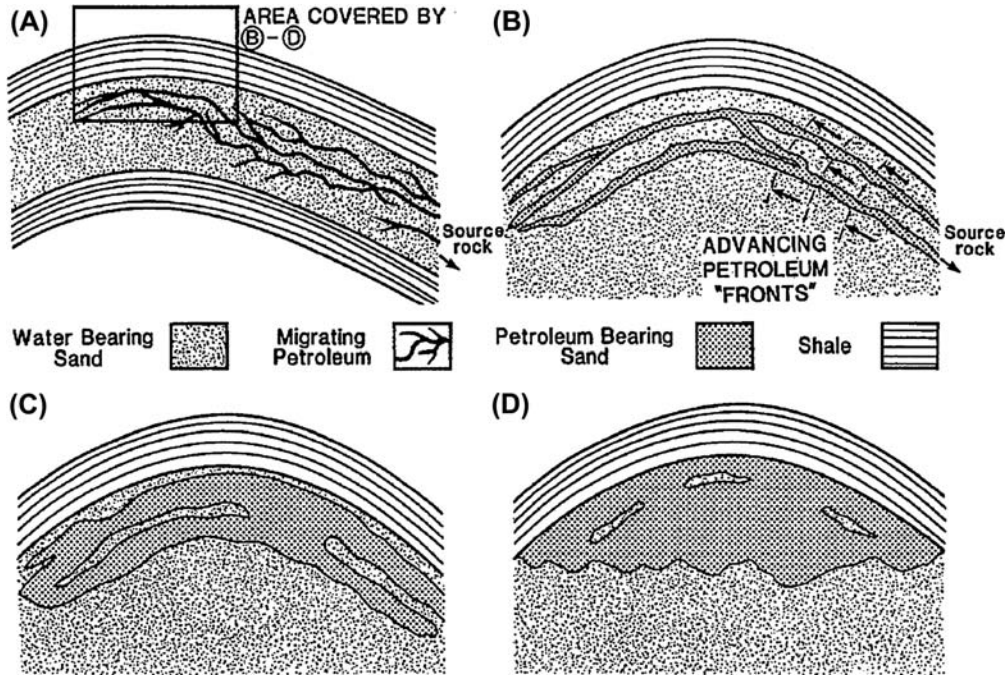 (A)
AREA COVERED BY
Ⓑ-Ⓓ
Source
rock
(B)
ADVANCING
PETROLEUM
"FRONTS"
Source
rock
Water Bearing
Sand
Migrating
Petroleum
Petroleum Bearing
Sand
Shale
(C)
(D)